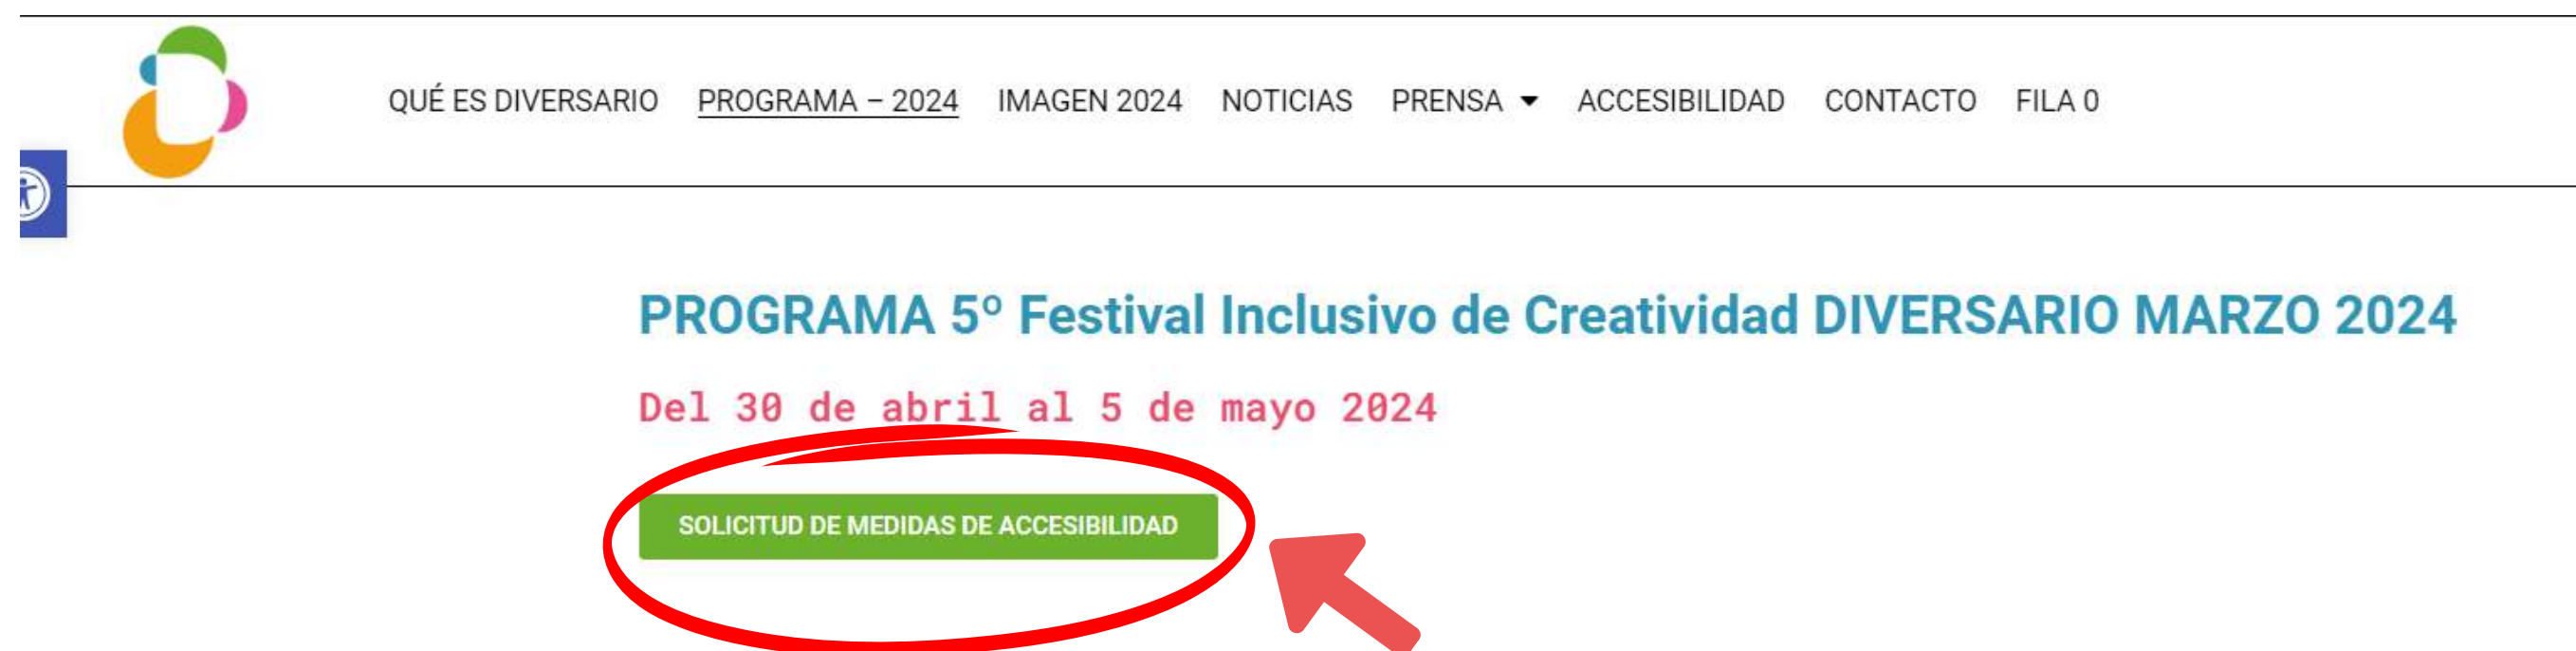 QUÉ ES DIVERSARIO PROGRAMA – 2024 IMAGEN 2024 NOTICIAS PRENSA ACCESIBILIDAD CONTACTO FILA 0
PROGRAMA 5º Festival Inclusivo de Creatividad DIVERSARIO MARZO 2024
Del 30 de abril al 5 de mayo 2024
SOLICITUD DE MEDIDAS DE ACCESIBILIDAD